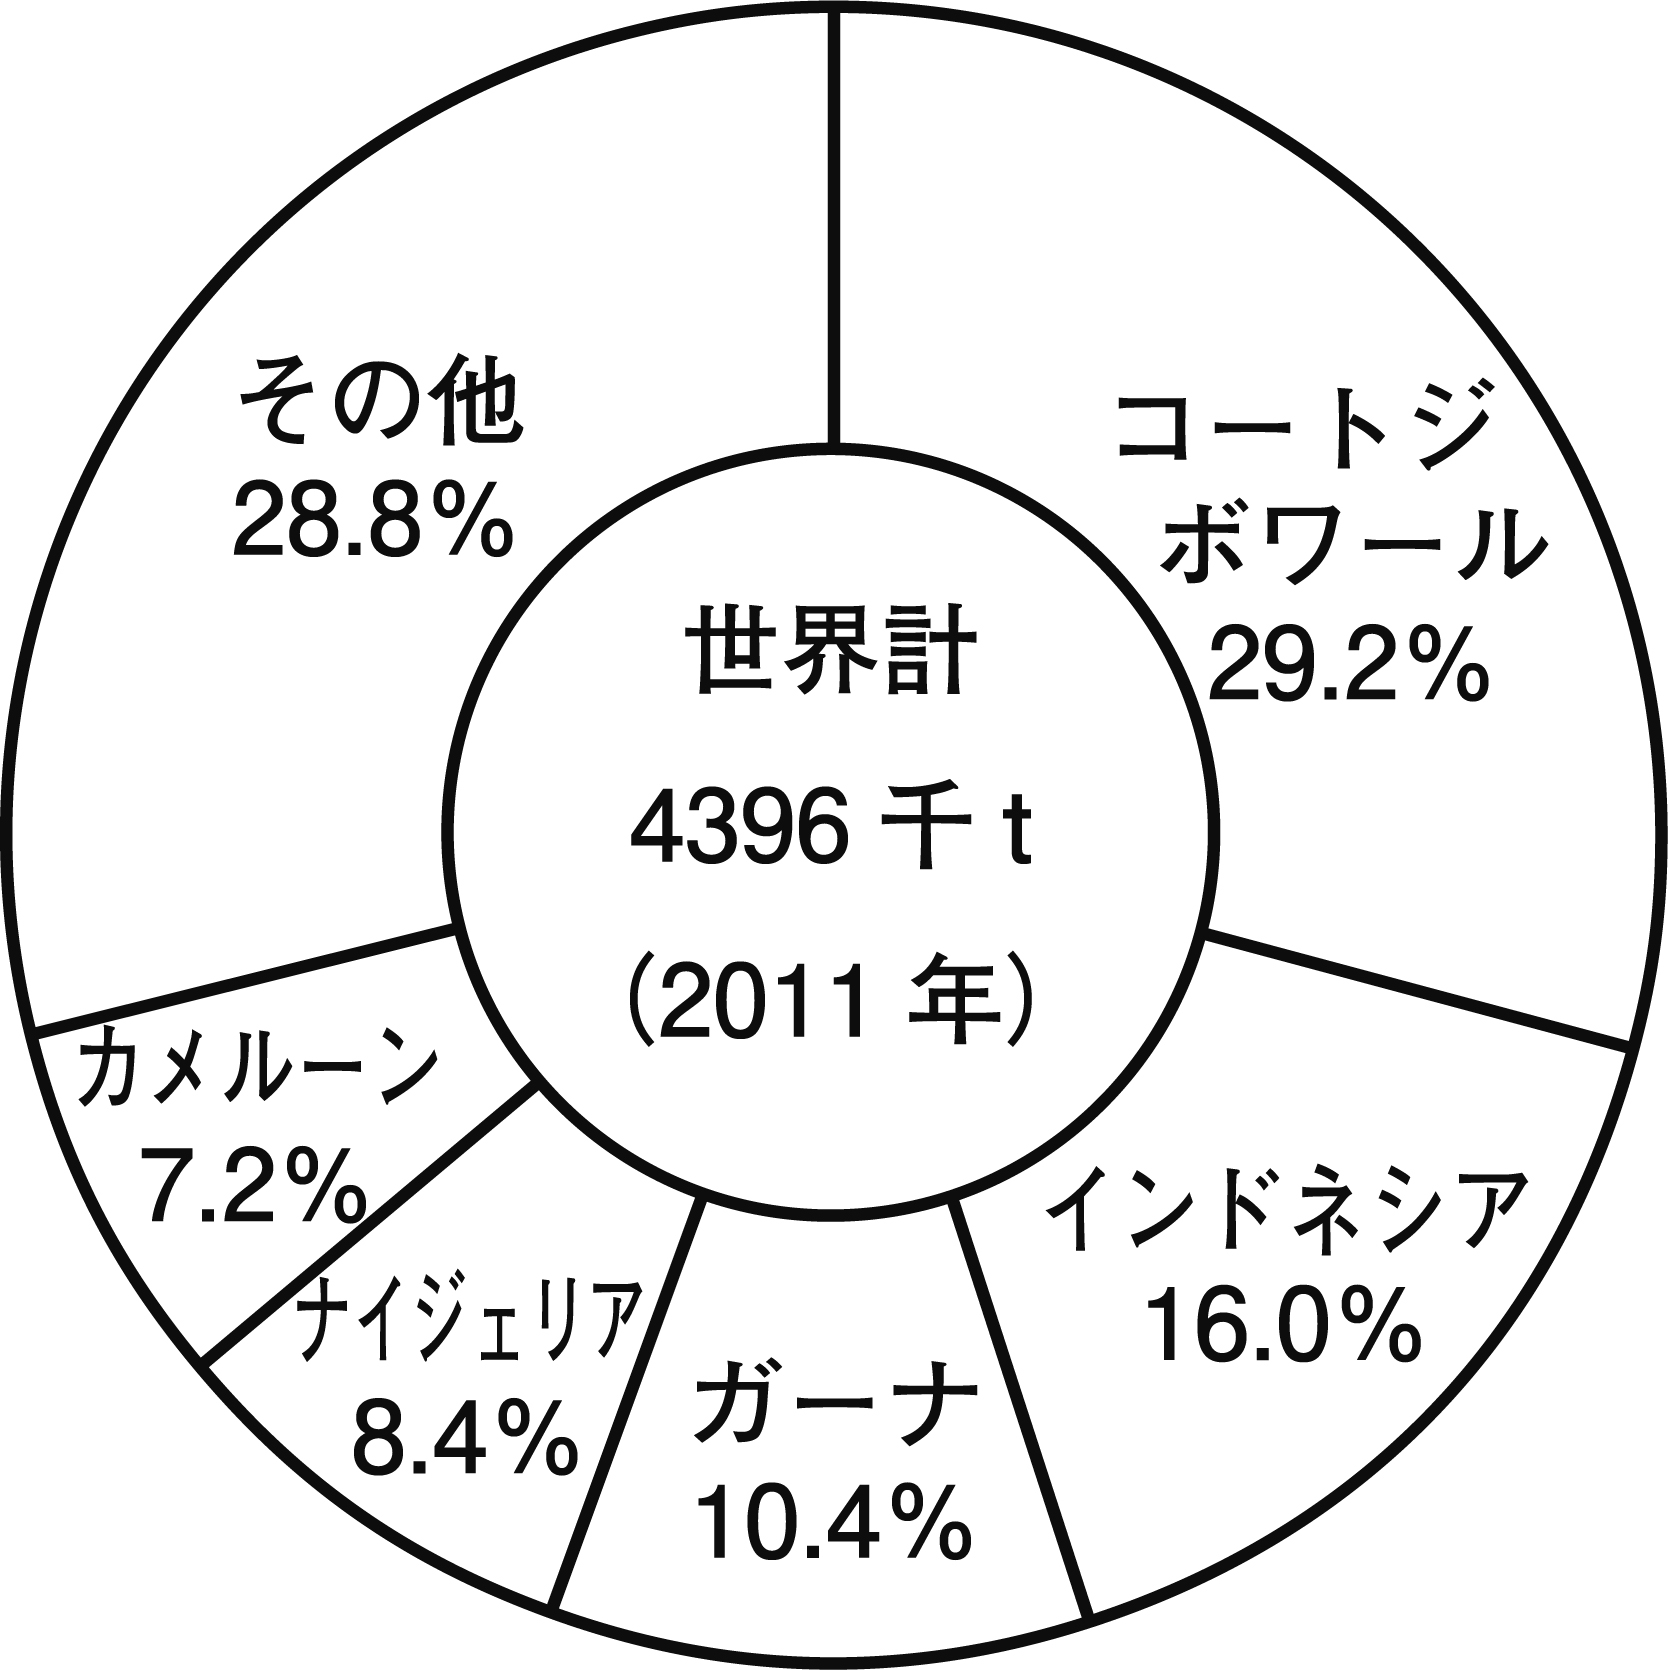 世界計
4396 千 t
(2011 年)
コートジ
ボワール
29.2%
インドネシア
16.0%
ガーナ
10.4%
ナイジェリア
8.4%
カメルーン
7.2%
その他
28.8%